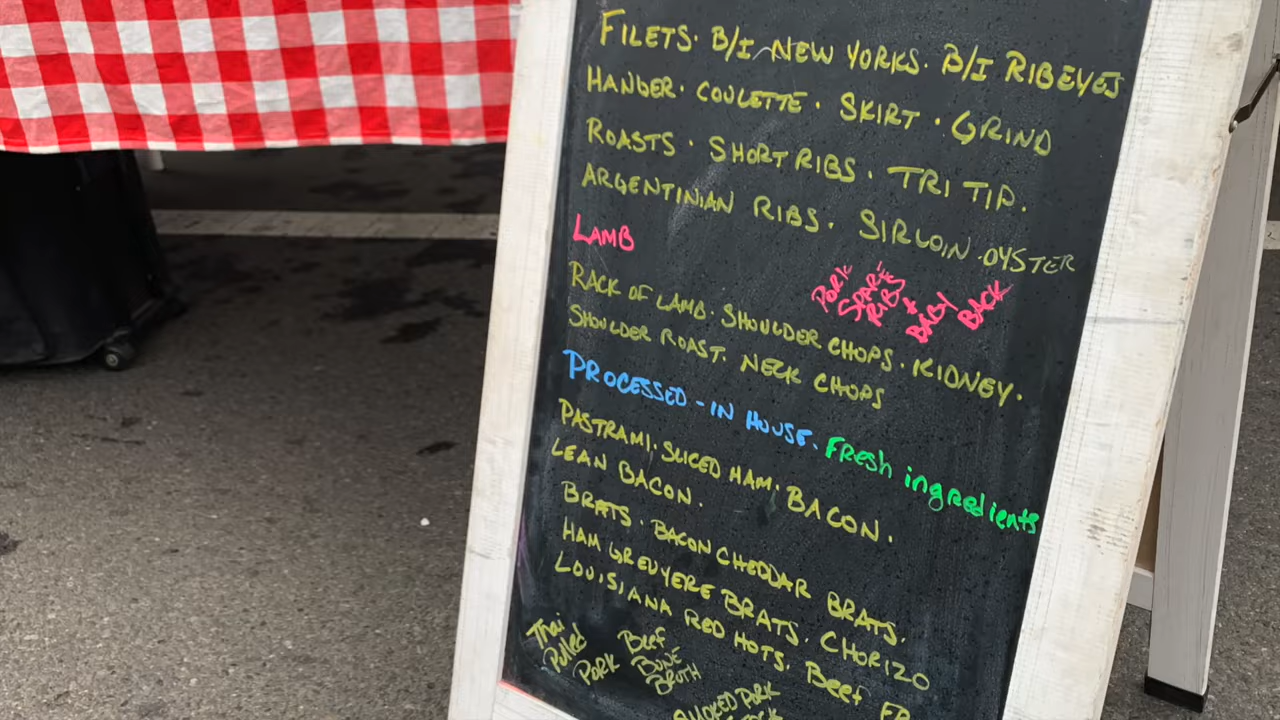 FILETS. B/I NEW YORKS. B/I RIBEYES
HANGER. COULETTE. SKIRT. GRIND
ROASTS. SHORT RIBS. TRI TIP.
ARGENTINIAN RIBS. SIRLOIN. OYSTER
LAMB
PORK
SPARE
RIBS
+
BABY
BACK
RACK OF LAMB. SHOULDER CHOPS. KIDNEY.
SHOULDER ROAST. NECK CHOPS
PROCESSED - IN HOUSE. FRESH ingredients
PASTRAMI. SLICED HAM. BACON.
LEAN BACON.
BRATS. BACON CHEDDAR BRATS.
HAM GREUYERE BRATS. CHORIZO
LOUISIANA RED HOTS. Beef
Thai
Pulled
PORK
Beef
BONE
BROTH
SMOKED PORK